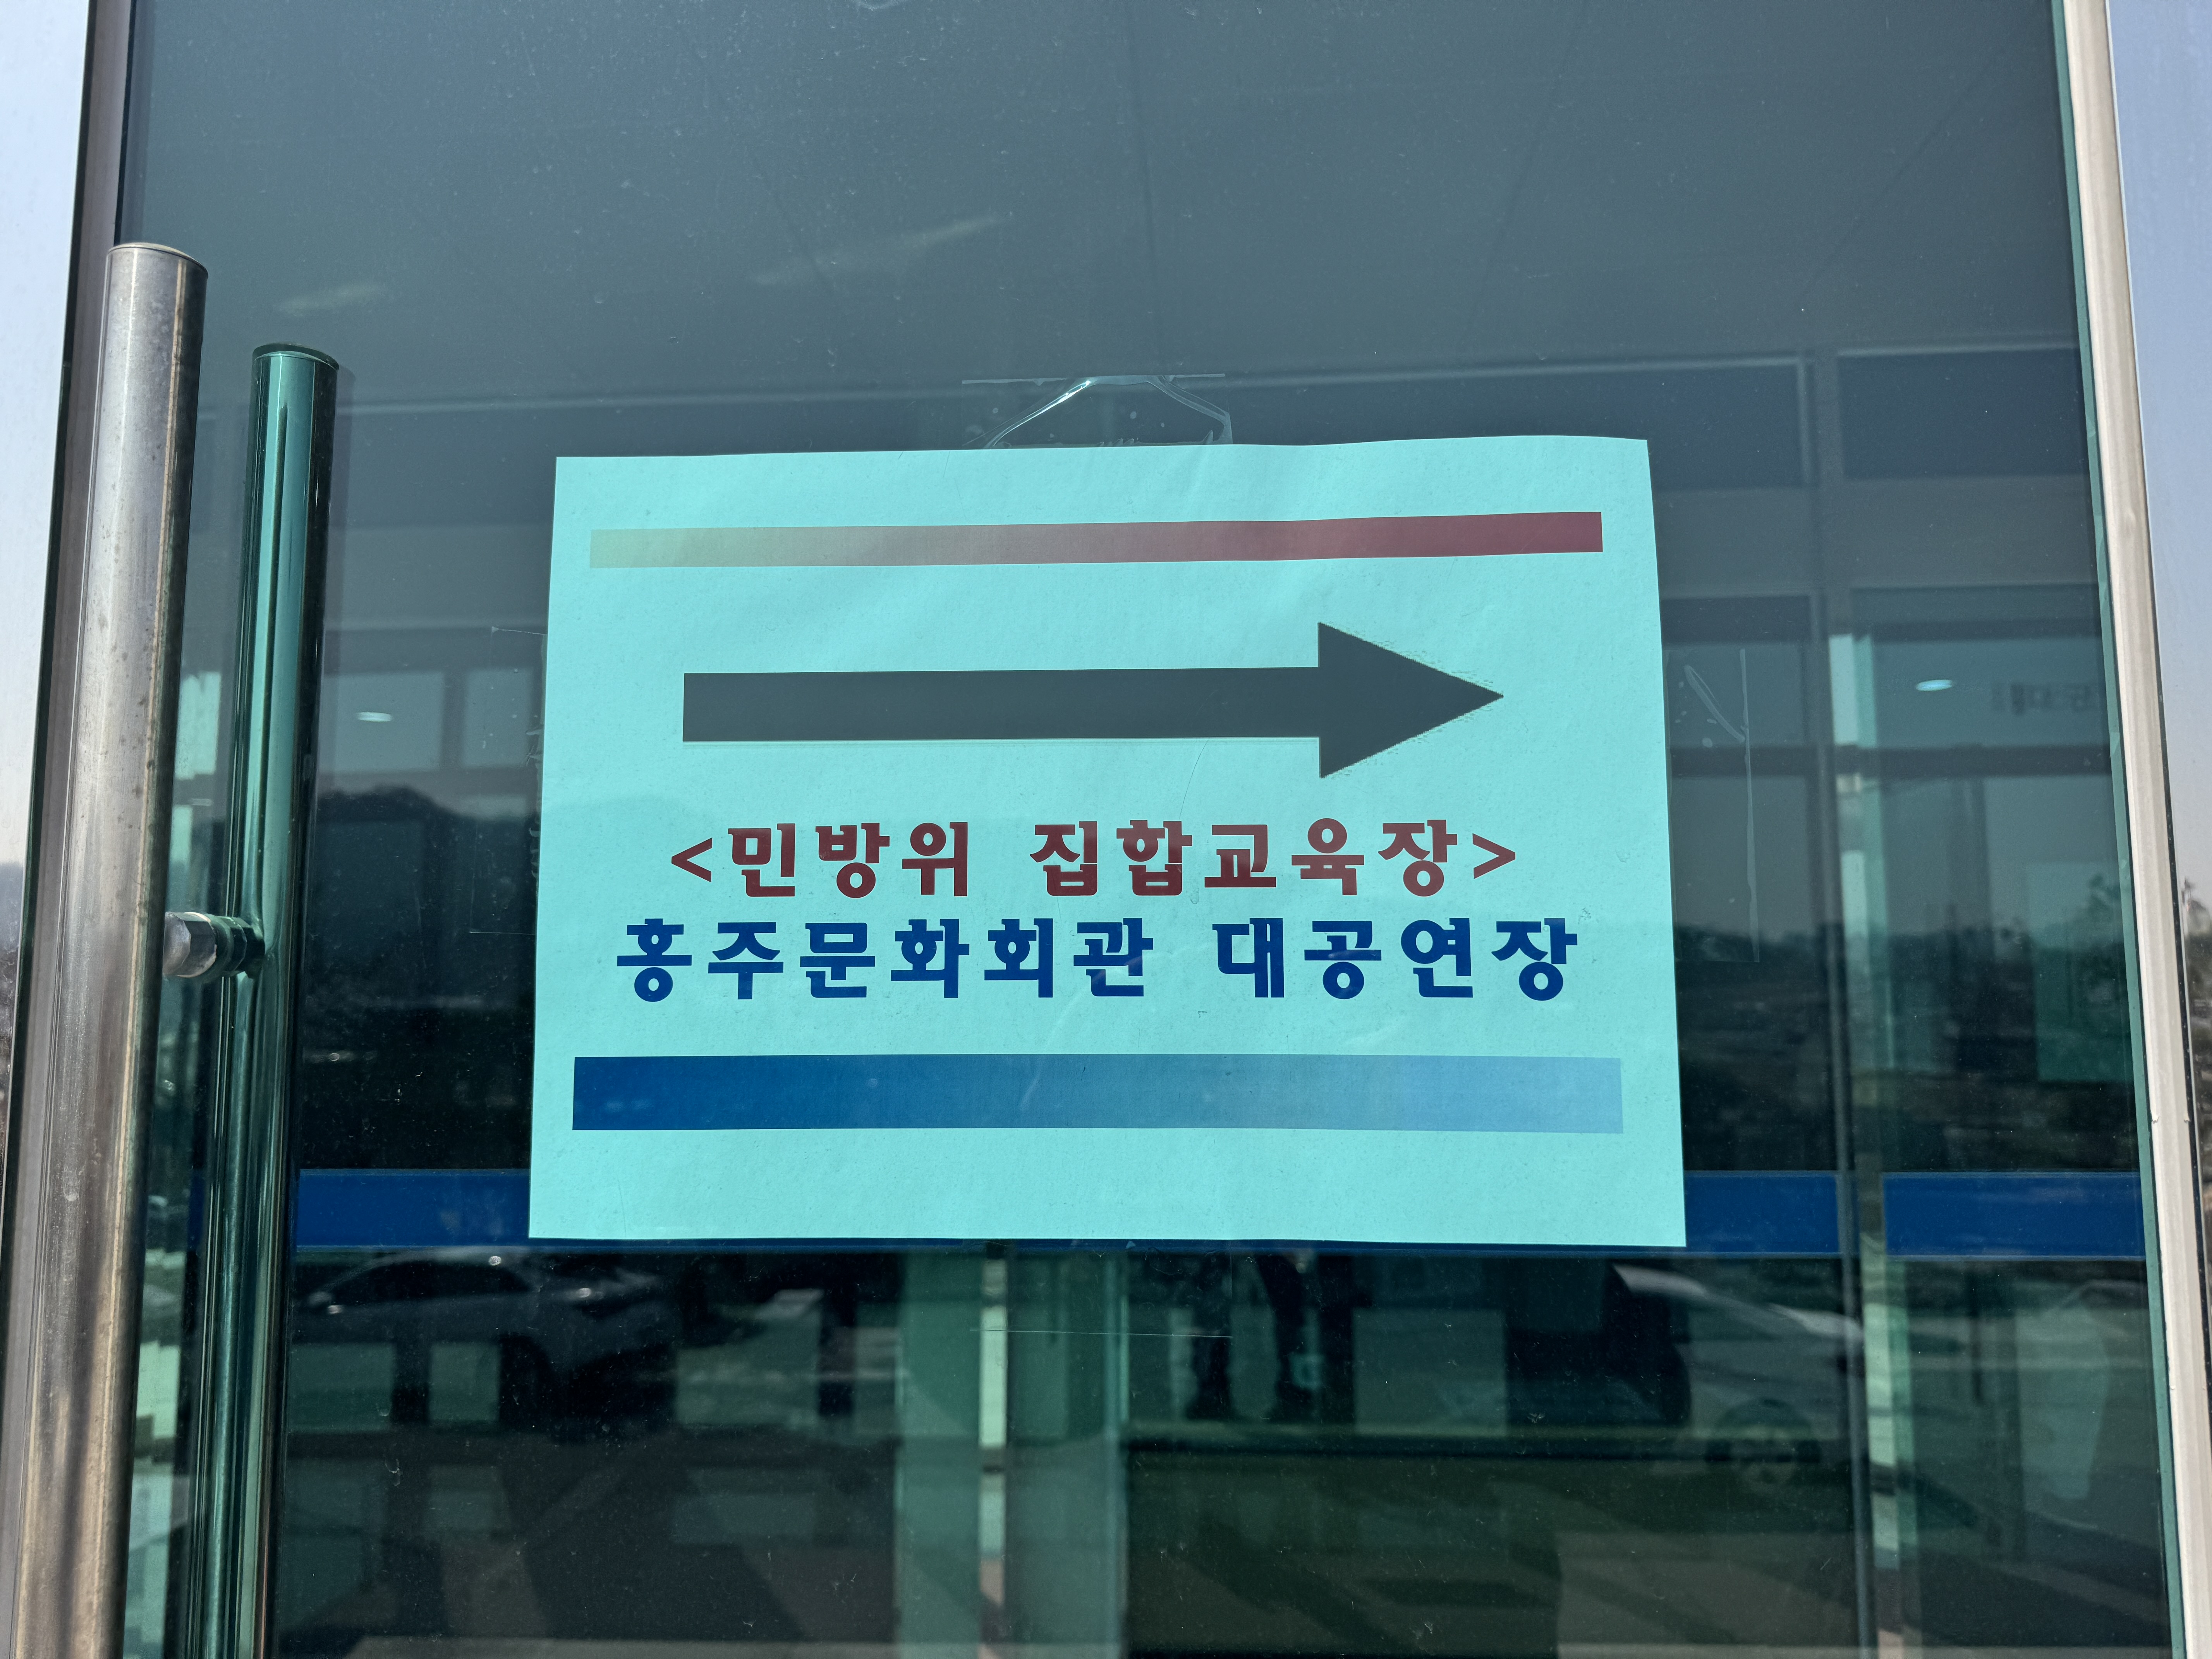 <민방위 집합교육장>
홍주문화회관 대공연장